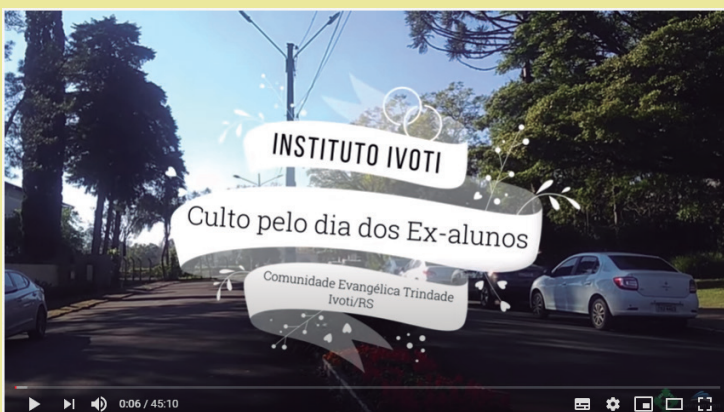 INSTITUTO IVOTI
Culto pelo dia dos Ex-alunos
Comunidade Evangélica Trindade
Ivoti/RS
0:06 / 45:10